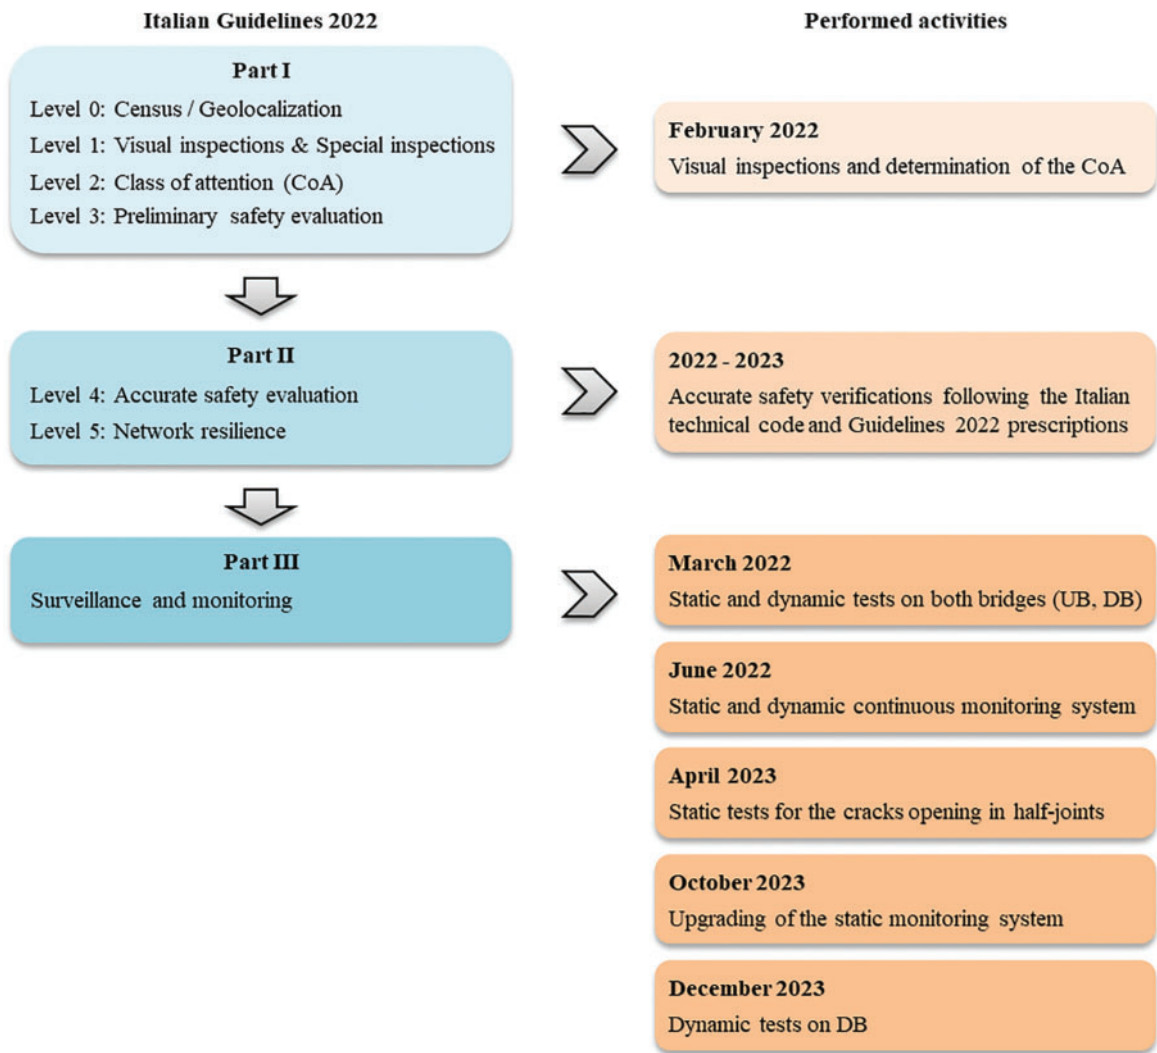 Italian Guidelines 2022
Performed activities
Part I
Level 0: Census / Geolocalization
Level 1: Visual inspections & Special inspections
Level 2: Class of attention (CoA)
Level 3: Preliminary safety evaluation
February 2022
Visual inspections and determination of the CoA
Part II
Level 4: Accurate safety evaluation
Level 5: Network resilience
2022 - 2023
Accurate safety verifications following the Italian
technical code and Guidelines 2022 prescriptions
Part III
Surveillance and monitoring
March 2022
Static and dynamic tests on both bridges (UB, DB)
June 2022
Static and dynamic continuous monitoring system
April 2023
Static tests for the cracks opening in half-joints
October 2023
Upgrading of the static monitoring system
December 2023
Dynamic tests on DB